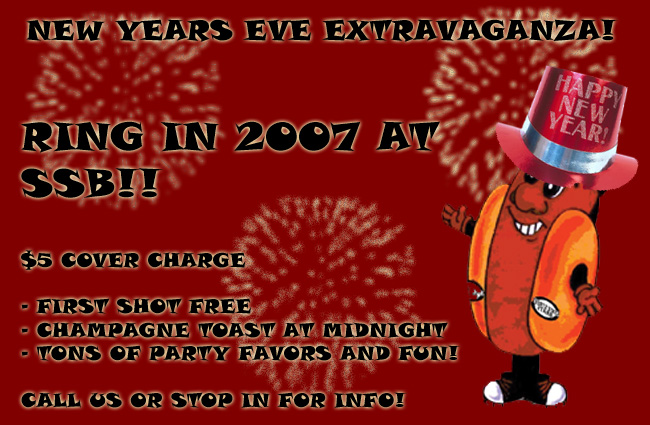 NEW YEARS EVE EXTRAVAGANZA!
HAPPY
NEW
YEAR!
RING IN 2007 AT
SSB!!
$5 COVER CHARGE
- FIRST SHOT FREE
- CHAMPAGNE TOAST AT MIDNIGHT
- TONS OF PARTY FAVORS AND FUN!
CALL US OR STOP IN FOR INFO!